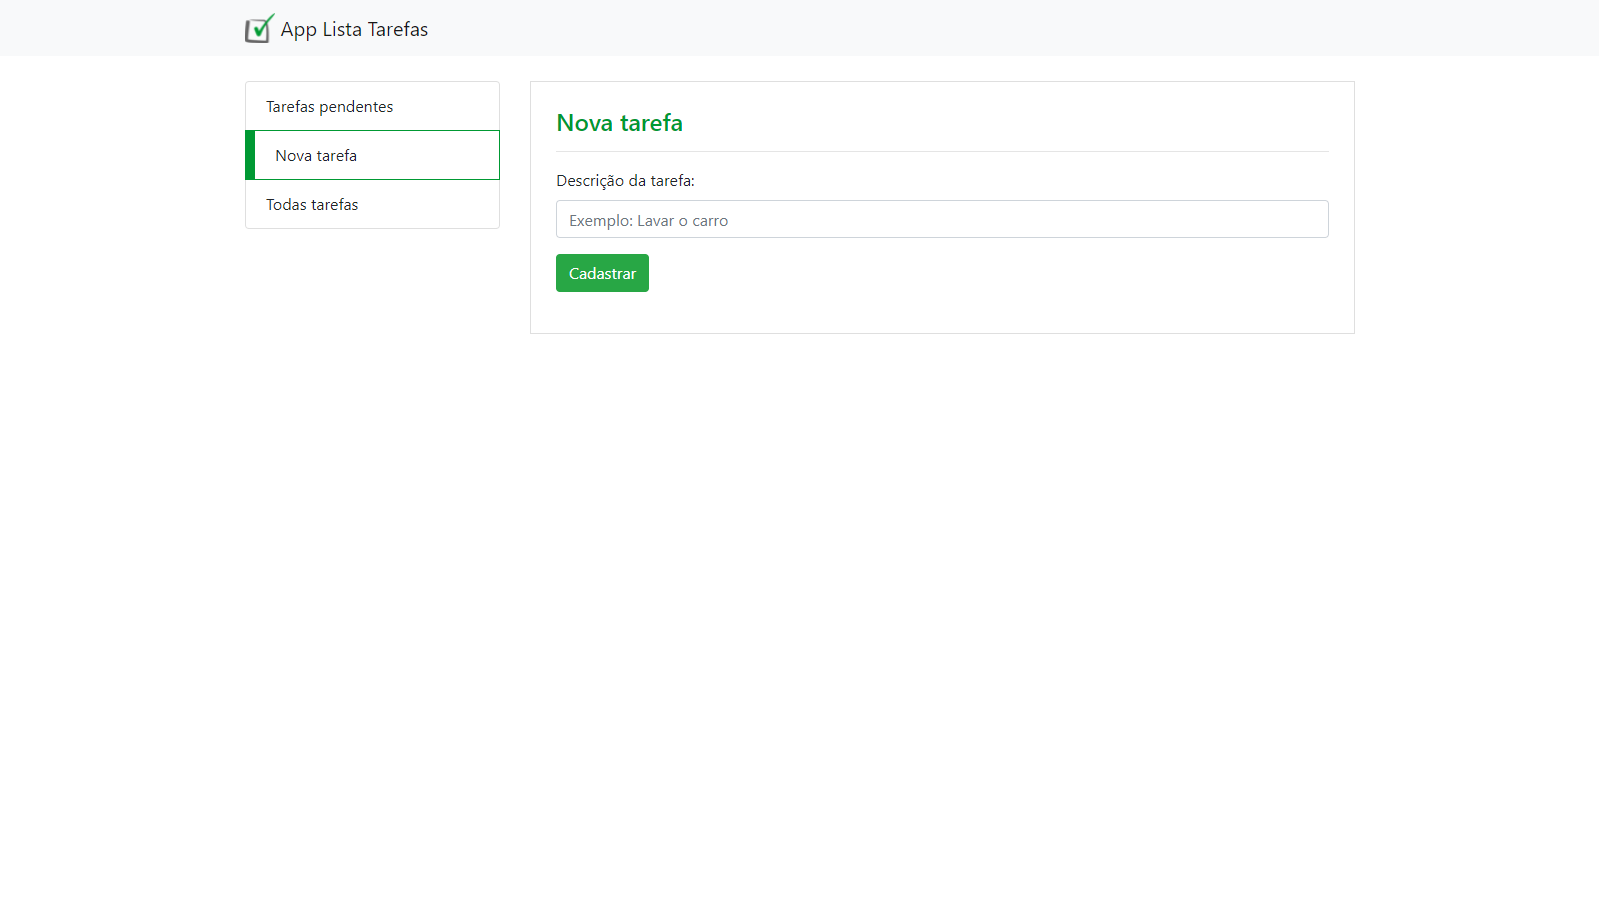 App Lista Tarefas
Tarefas pendentes
Nova tarefa
Todas tarefas
Nova tarefa
Descrição da tarefa:
Exemplo: Lavar o carro
Cadastrar